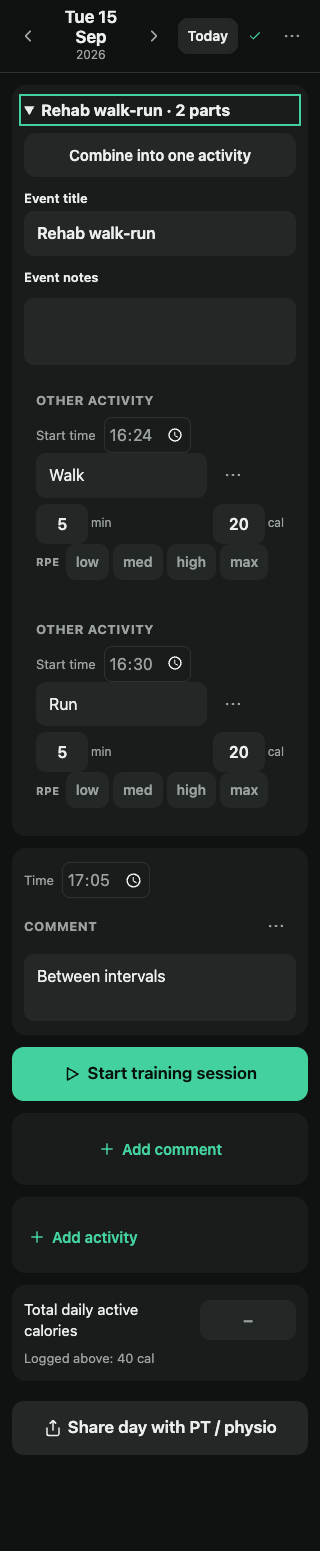 Tue 15
Sep
2026
Today
Rehab walk-run · 2 parts
Combine into one activity
Event title
Rehab walk-run
Event notes
OTHER ACTIVITY
Start time 16:24
Walk
5 min 20 cal
RPE low med high max
OTHER ACTIVITY
Start time 16:30
Run
5 min 20 cal
RPE low med high max
Time 17:05
COMMENT
Between intervals
Start training session
+ Add comment
+ Add activity
Total daily active
calories
–
Logged above: 40 cal
Share day with PT / physio